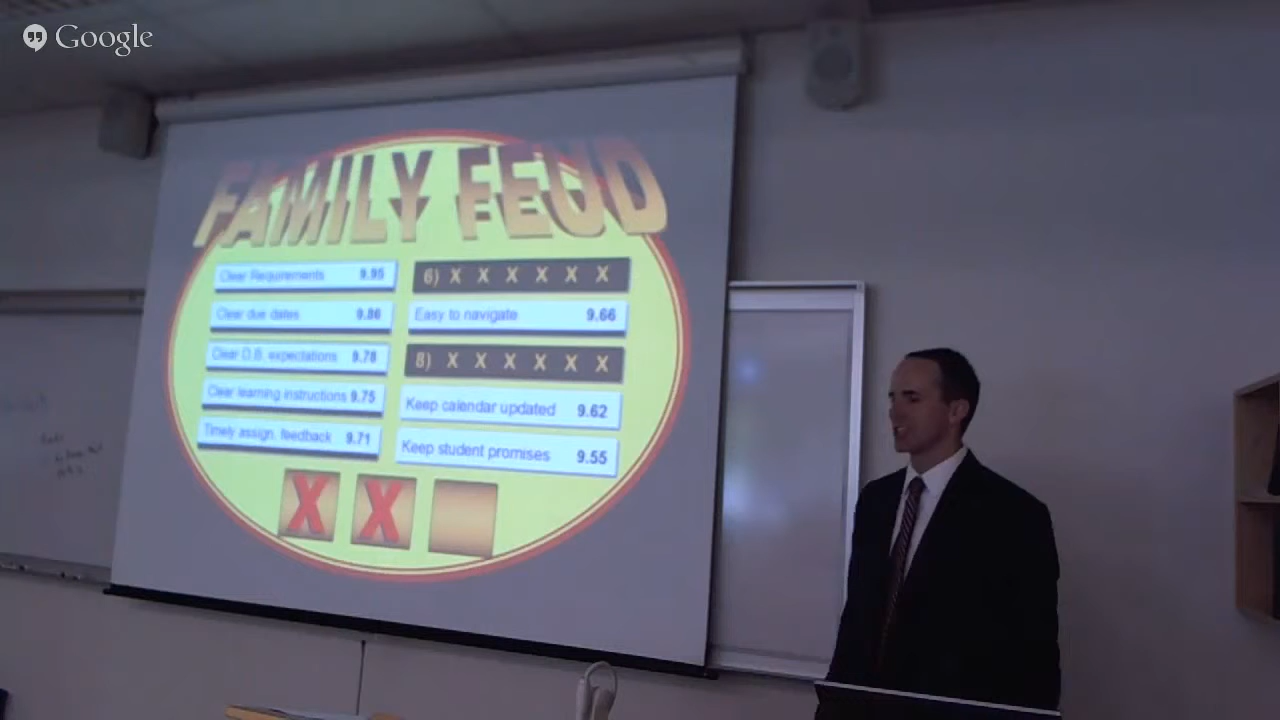 Google
FAMILY FEUD
Clear Requirements 9.95
Clear due dates 9.86
Clear D.B. expectations 9.78
Clear learning instructions 9.75
Timely assign. feedback 9.71
6) X X X X X X
Easy to navigate 9.66
8) X X X X X X
Keep calendar updated 9.62
Keep student promises 9.55
X X